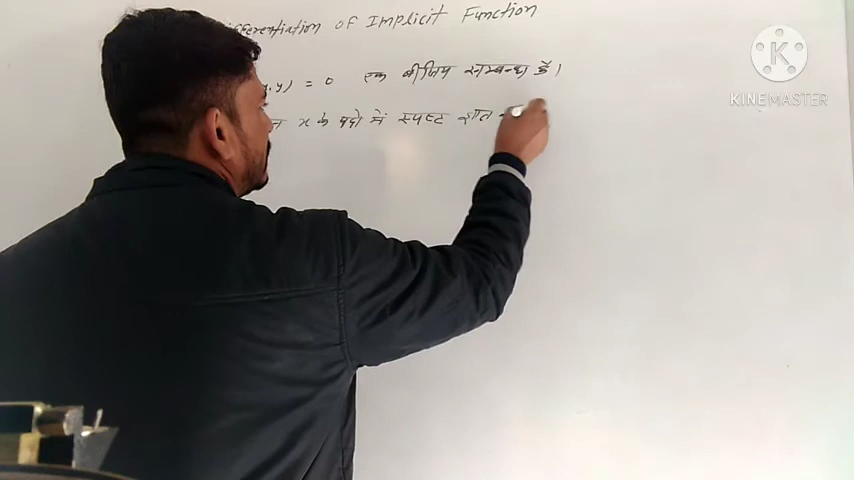 Differentiation of Implicit Function
x, y) = 0 एक बीजिय सम्बन्ध है।
x के पदो में स्पष्ट ज्ञात
K
KINEMASTER